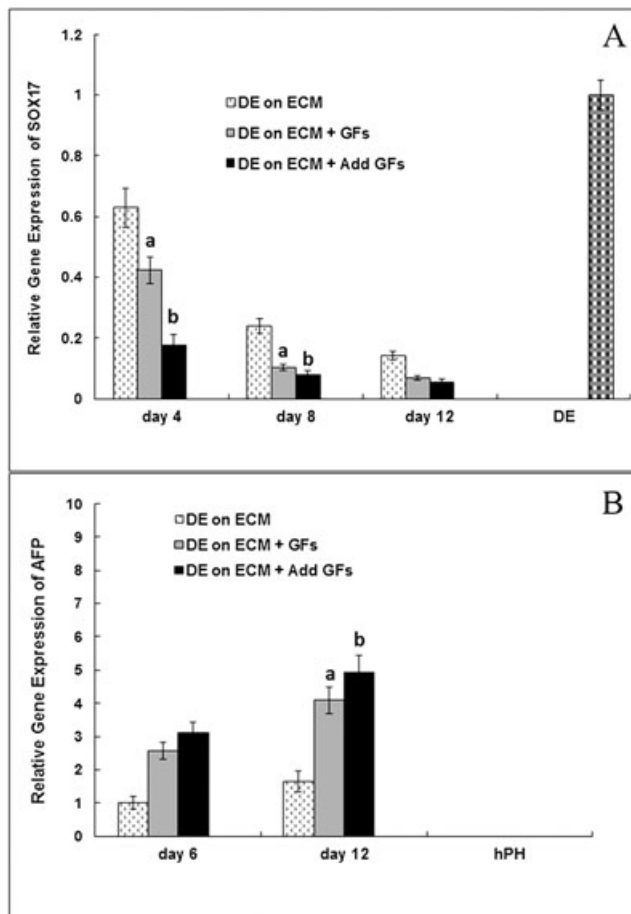 A
Relative Gene Expression of SOX17
1.2
1
0.8
0.6
0.4
0.2
0
DE on ECM
DE on ECM + GFs
DE on ECM + Add GFs
a
b
a
b
day 4
day 8
day 12
DE
B
Relative Gene Expression of AFP
10
9
8
7
6
5
4
3
2
1
0
DE on ECM
DE on ECM + GFs
DE on ECM + Add GFs
a
b
day 6
day 12
hPH